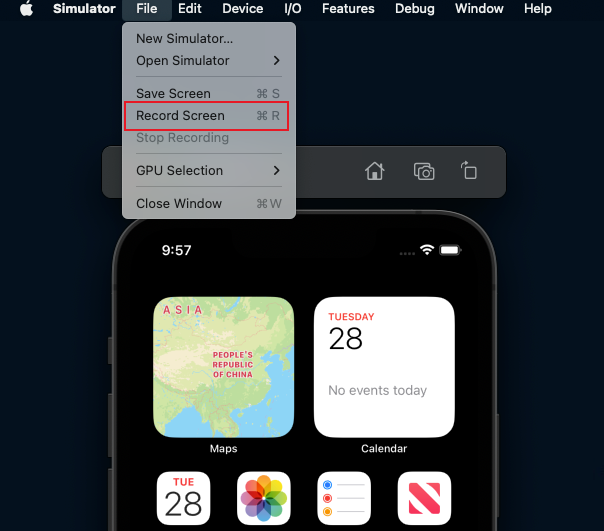 Simulator File Edit Device I/O Features Debug Window Help
New Simulator...
Open Simulator
Save Screen ⌘ S
Record Screen ⌘ R
Stop Recording
GPU Selection
Close Window ⌘ W
9:57
ASIA
PEOPLE'S
REPUBLIC
OF CHINA
Maps
TUESDAY
28
No events today
Calendar
TUE
28